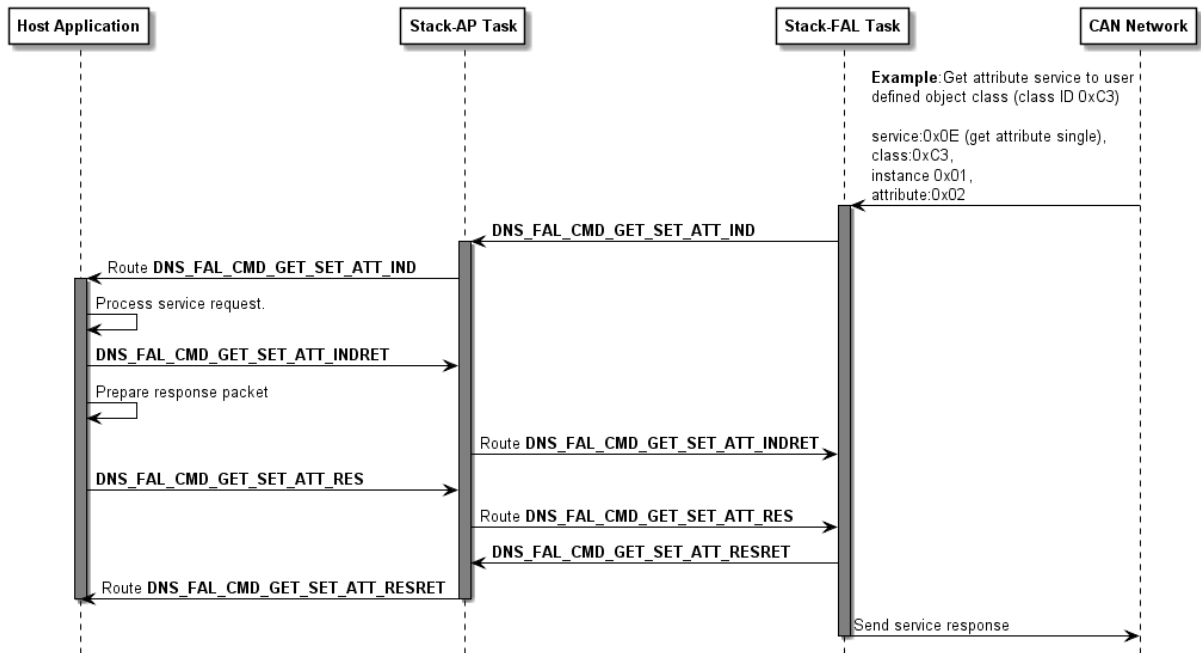 Host Application
Stack-AP Task
Stack-FAL Task
CAN Network
Example:Get attribute service to user
defined object class (class ID 0xC3)
service:0x0E (get attribute single),
class:0xC3,
instance 0x01,
attribute:0x02
DNS_FAL_CMD_GET_SET_ATT_IND
Route DNS_FAL_CMD_GET_SET_ATT_IND
Process service request.
DNS_FAL_CMD_GET_SET_ATT_INDRET
Prepare response packet
Route DNS_FAL_CMD_GET_SET_ATT_INDRET
DNS_FAL_CMD_GET_SET_ATT_RES
Route DNS_FAL_CMD_GET_SET_ATT_RES
DNS_FAL_CMD_GET_SET_ATT_RESRET
Route DNS_FAL_CMD_GET_SET_ATT_RESRET
Send service response